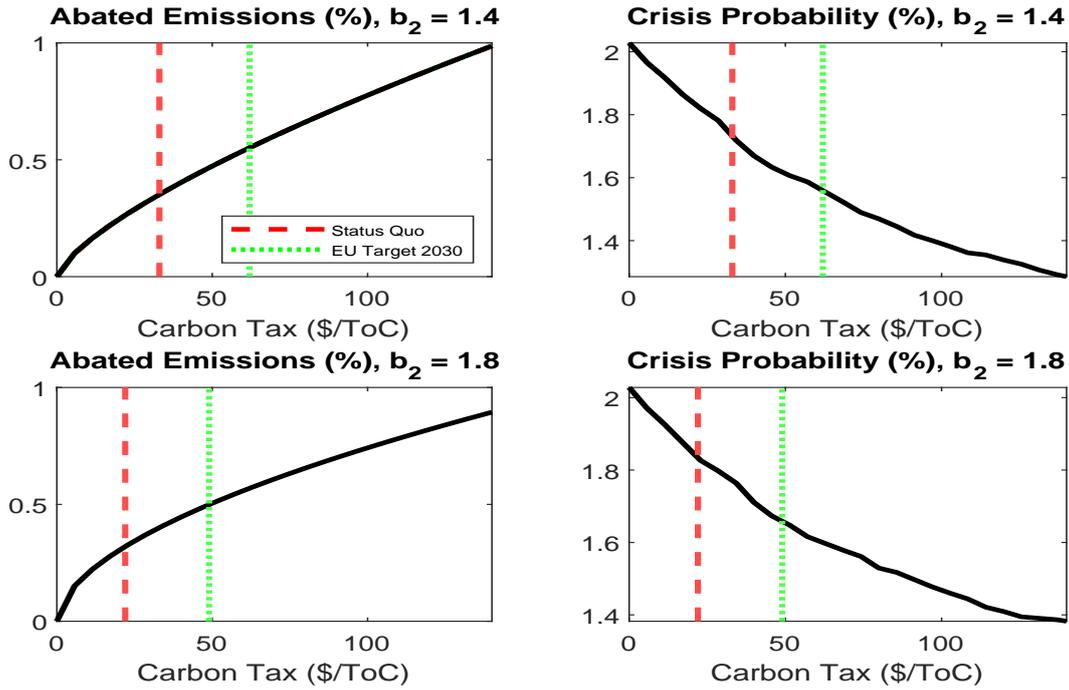 Abated Emissions (%), b2 = 1.4
1
0.5
0
0 50 100
Carbon Tax ($/ToC)
Status Quo
EU Target 2030
Crisis Probability (%), b2 = 1.4
2
1.8
1.6
1.4
0 50 100
Carbon Tax ($/ToC)
Abated Emissions (%), b2 = 1.8
1
0.5
0
0 50 100
Carbon Tax ($/ToC)
Crisis Probability (%), b2 = 1.8
2
1.8
1.6
1.4
0 50 100
Carbon Tax ($/ToC)